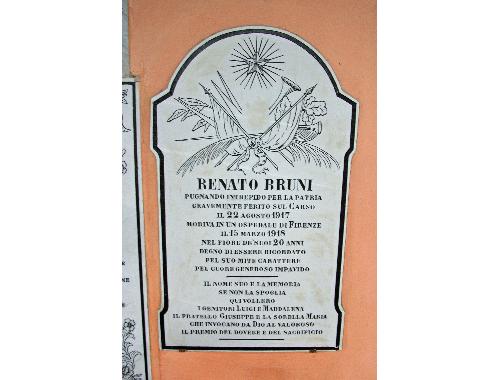 RENATO BRUNI
PUGNANDO INTREPIDO PER LA PATRIA
GRAVEMENTE FERITO SUL CARSO
IL 22 AGOSTO 1917
MORIVA IN UN OSPEDALE DI FIRENZE
IL 15 MARZO 1918
NEL FIORE DE' SUOI 20 ANNI
DEGNO DI ESSERE RICORDATO
PEL SUO MITE CARATTERE
PEL CUORE GENEROSO IMPAVIDO
IL NOME SUO E LA MEMORIA
SE NON LA SPOGLIA
QUI VOLLERO
I GENITORI LUIGI E MADDALENA
IL FRATELLO GIUSEPPE E LA SORELLA MARIA
CHE INVOCANO DA DIO AL VALOROSO
IL PREMIO DEL DOVERE E DEL SACRIFICIO